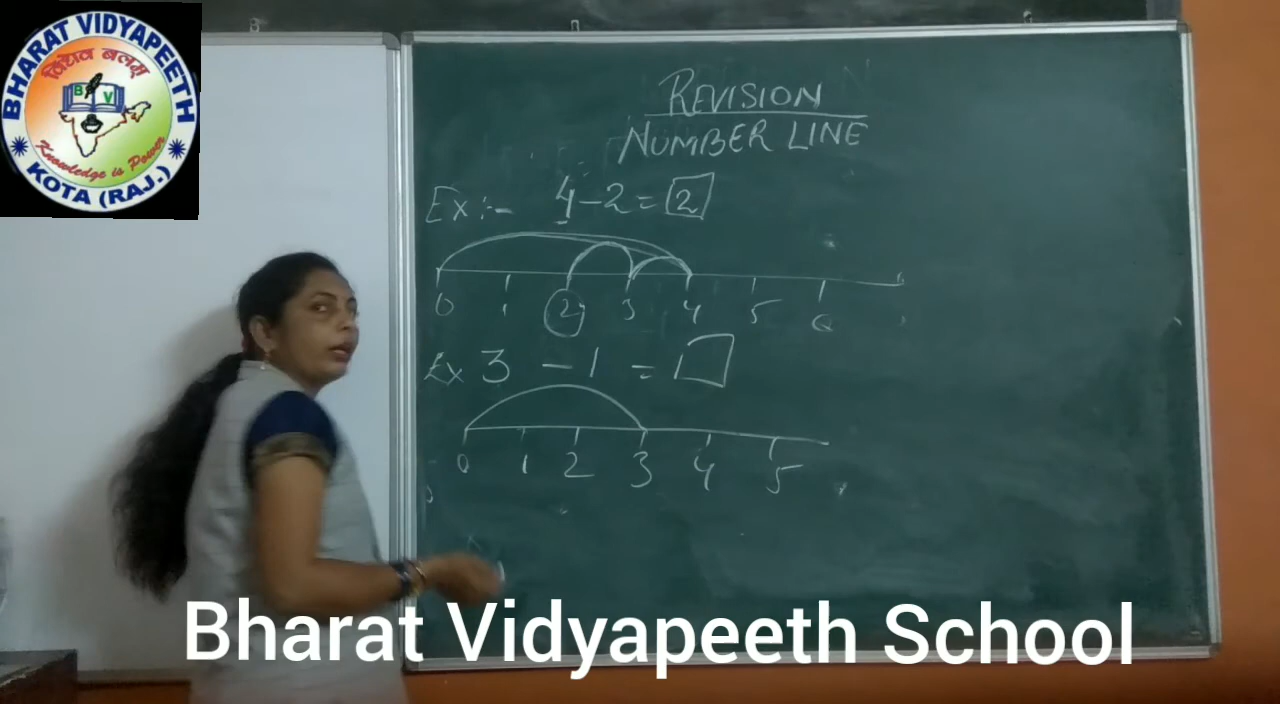 BHARAT VIDYAPEETH
विद्यैव बलम्
B V
Knowledge is Power
KOTA (RAJ.)
REVISION
NUMBER LINE
Ex:- 4-2=2
0 1 2 3 4 5 6
Ex 3 - 1 = □
0 1 2 3 4 5
Bharat Vidyapeeth School